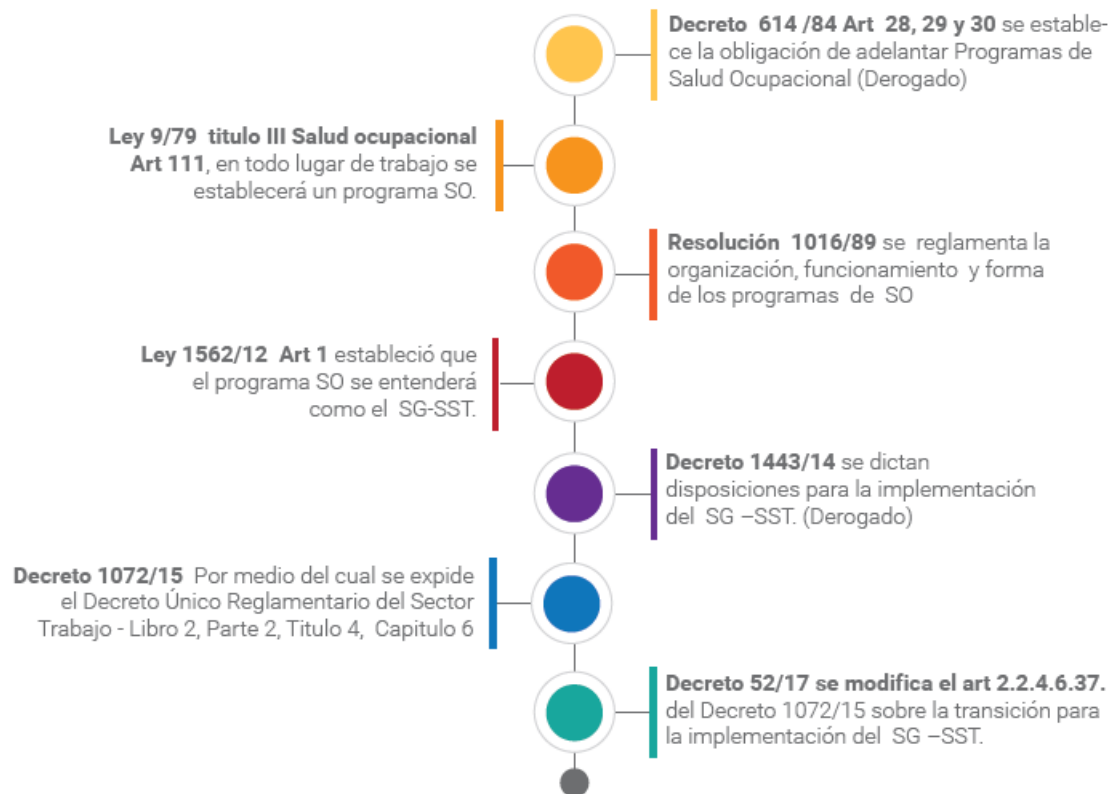 Decreto 614 /84 Art 28, 29 y 30 se estable-
ce la obligación de adelantar Programas de
Salud Ocupacional (Derogado)
Ley 9/79 titulo III Salud ocupacional
Art 111, en todo lugar de trabajo se
establecerá un programa SO.
Resolución 1016/89 se reglamenta la
organización, funcionamiento y forma
de los programas de SO
Ley 1562/12 Art 1 estableció que
el programa SO se entenderá
como el SG-SST.
Decreto 1443/14 se dictan
disposiciones para la implementación
del SG –SST. (Derogado)
Decreto 1072/15 Por medio del cual se expide
el Decreto Único Reglamentario del Sector
Trabajo - Libro 2, Parte 2, Titulo 4, Capitulo 6
Decreto 52/17 se modifica el art 2.2.4.6.37.
del Decreto 1072/15 sobre la transición para
la implementación del SG –SST.